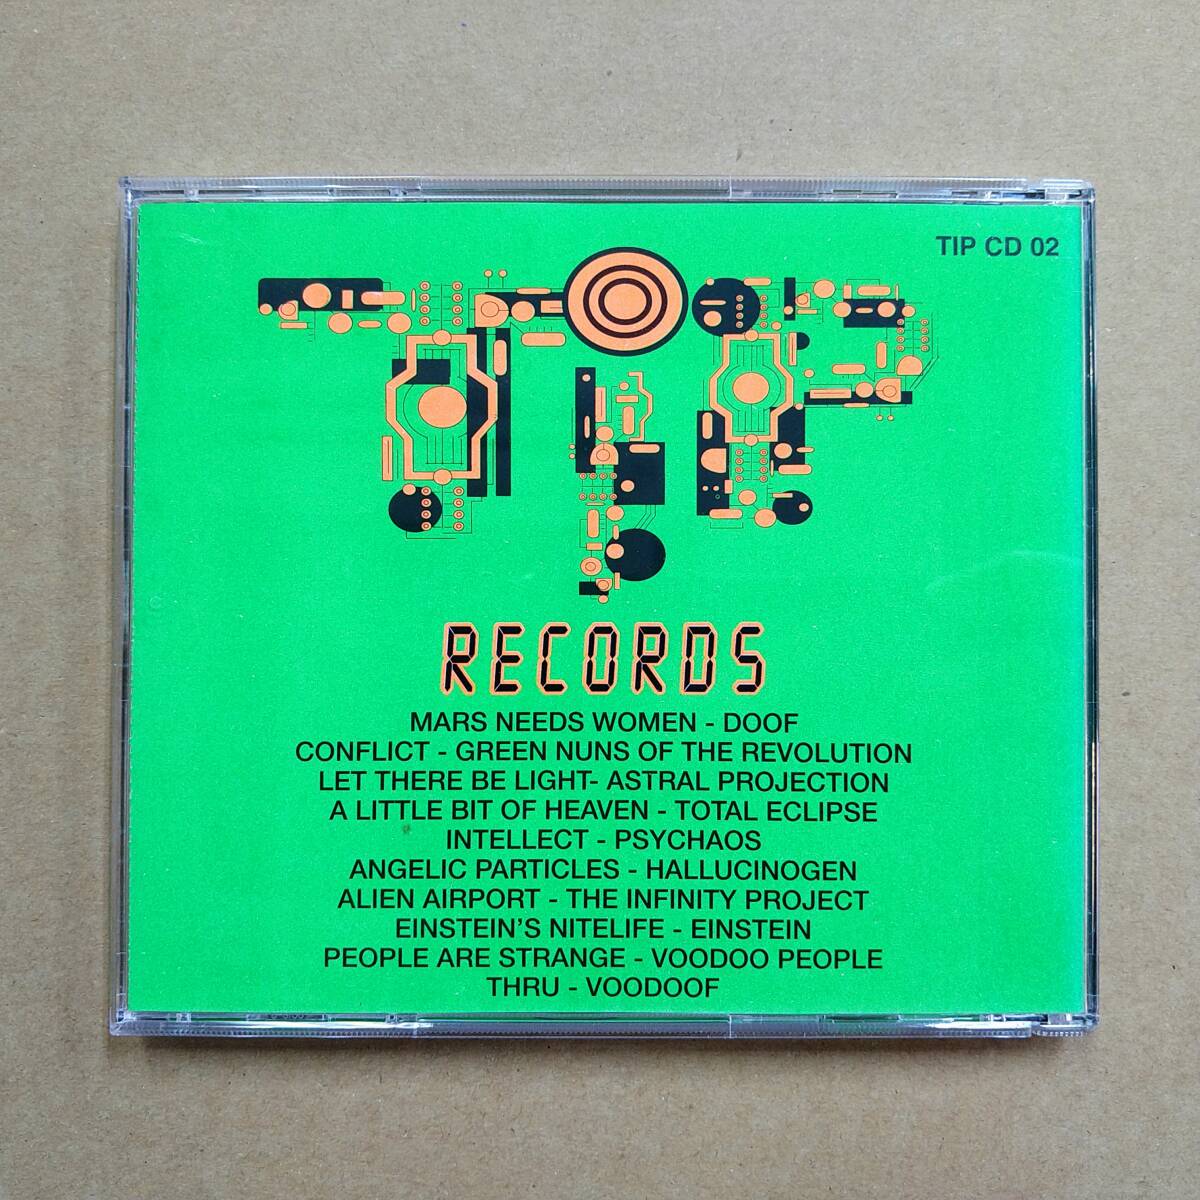 TIP CD 02
TIP
RECORDS
MARS NEEDS WOMEN - DOOF
CONFLICT - GREEN NUNS OF THE REVOLUTION
LET THERE BE LIGHT- ASTRAL PROJECTION
A LITTLE BIT OF HEAVEN - TOTAL ECLIPSE
INTELLECT - PSYCHAOS
ANGELIC PARTICLES - HALLUCINOGEN
ALIEN AIRPORT - THE INFINITY PROJECT
EINSTEIN'S NITELIFE - EINSTEIN
PEOPLE ARE STRANGE - VOODOO PEOPLE
THRU - VOODOOF